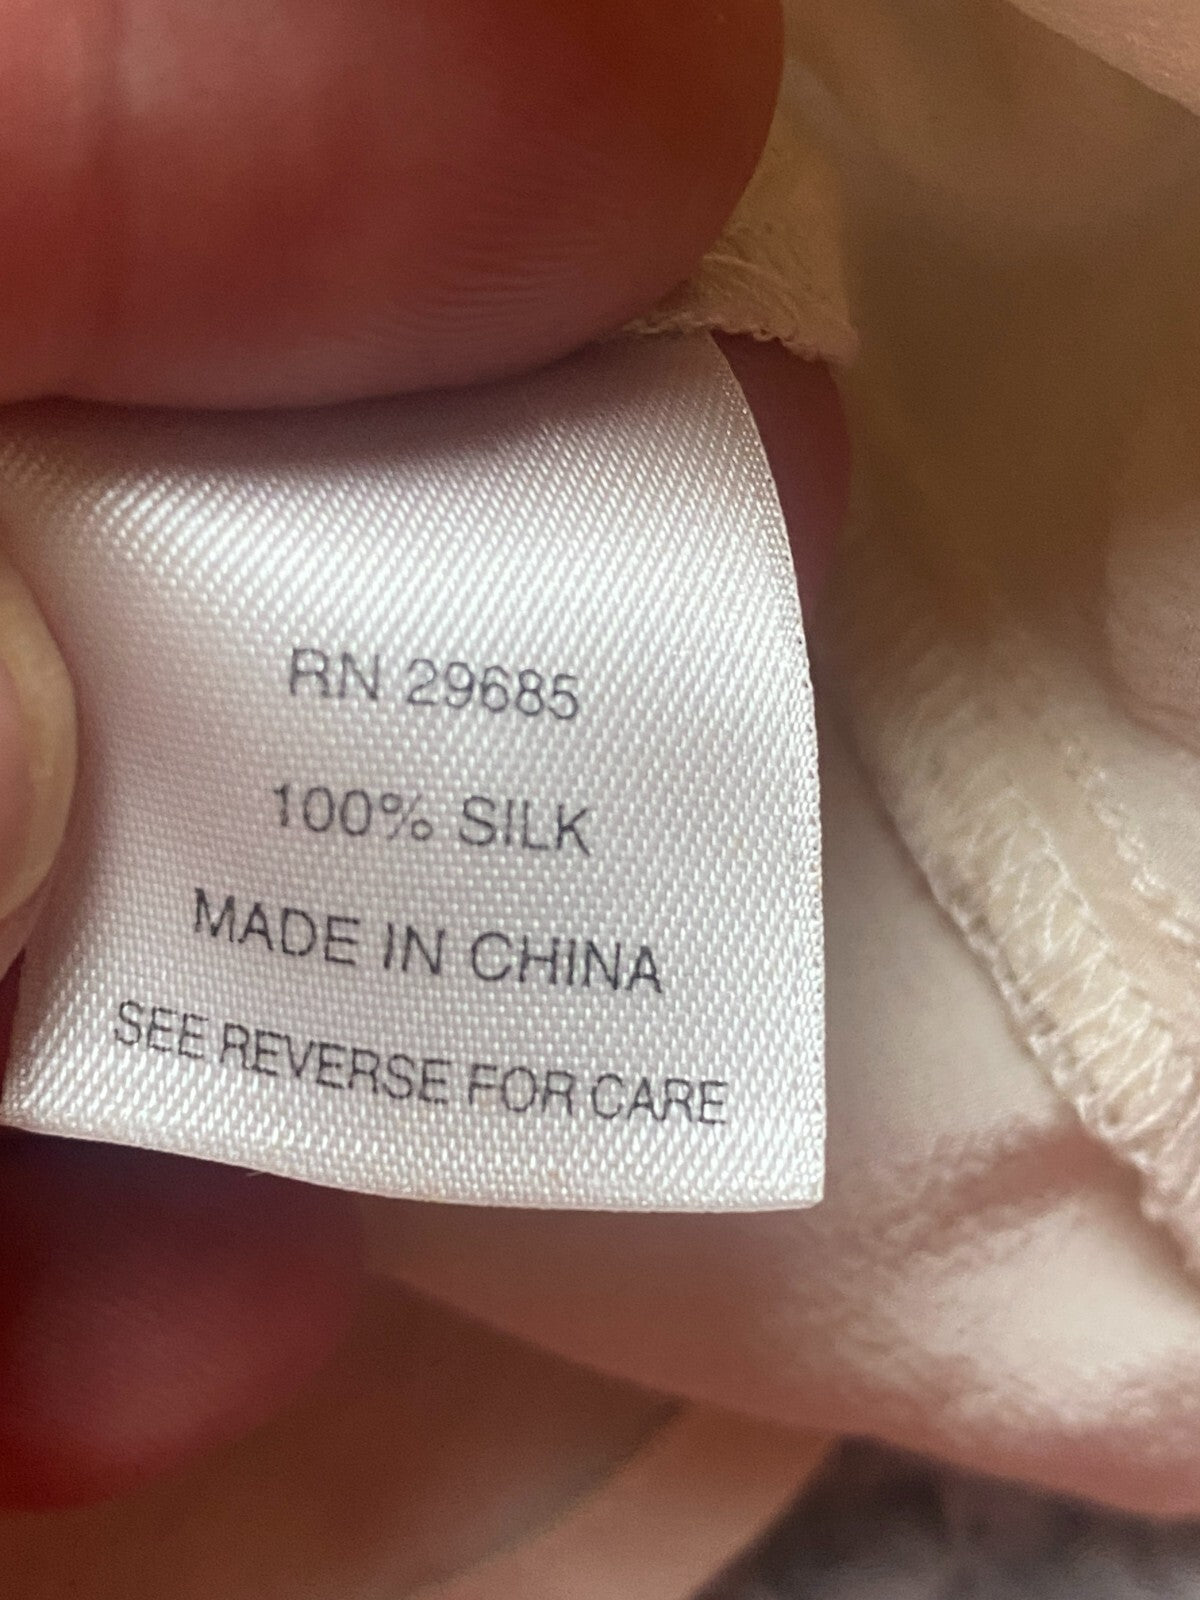 RN 29685
100% SILK
MADE IN CHINA
SEE REVERSE FOR CARE